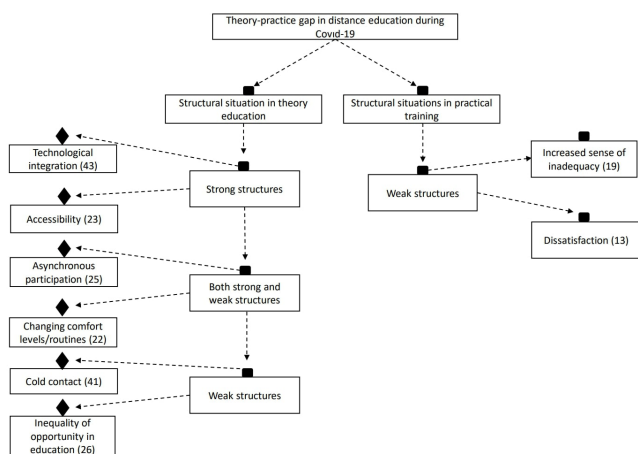 Theory-practice gap in distance education during
Covid-19
Structural situation in theory
education
Structural situations in practical
training
Technological
integration (43)
Strong structures
Accessibility (23)
Increased sense of
inadequacy (19)
Weak structures
Dissatisfaction (13)
Asynchronous
participation (25)
Both strong and
weak structures
Changing comfort
levels/routines (22)
Cold contact (41)
Weak structures
Inequality of
opportunity in
education (26)